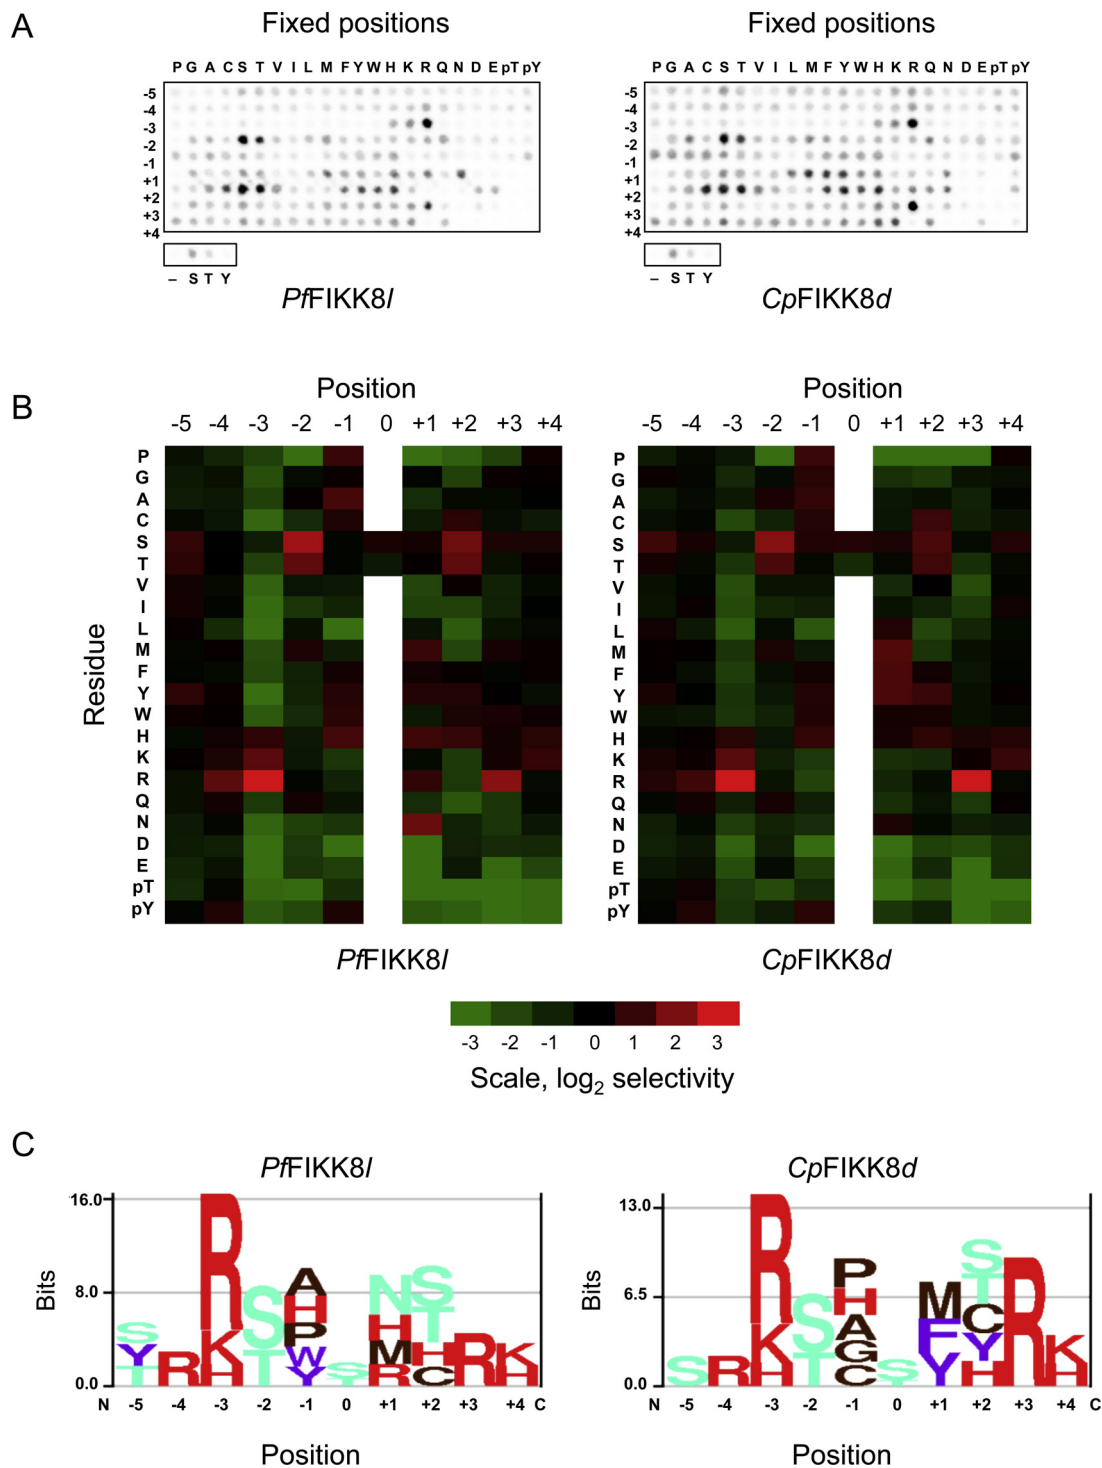 A
Fixed positions
Fixed positions
P G A C S T V I L M F Y W H K R Q N D E pT pY
P G A C S T V I L M F Y W H K R Q N D E pT pY
-5
-4
-3
-2
-1
+1
+2
+3
+4
-5
-4
-3
-2
-1
+1
+2
+3
+4
– S T Y
– S T Y
PfFIKK8l
CpFIKK8d
B
Position
Position
-5 -4 -3 -2 -1 0 +1 +2 +3 +4
-5 -4 -3 -2 -1 0 +1 +2 +3 +4
Residue
P
G
A
C
S
T
V
I
L
M
F
Y
W
H
K
R
Q
N
D
E
pT
pY
P
G
A
C
S
T
V
I
L
M
F
Y
W
H
K
R
Q
N
D
E
pT
pY
PfFIKK8l
CpFIKK8d
-3 -2 -1 0 1 2 3
Scale, log2 selectivity
C
PfFIKK8l
CpFIKK8d
Bits
16.0
8.0
0.0
S
Y
T
R
R
K
H
S
T
A
H
P
W
Y
S
N
H
M
R
S
T
H
C
R
K
H
N -5 -4 -3 -2 -1 0 +1 +2 +3 +4 C
Position
Bits
13.0
6.5
0.0
S
R
R
K
H
S
T
P
H
A
G
C
S
M
F
Y
S
T
C
Y
H
R
K
H
N -5 -4 -3 -2 -1 0 +1 +2 +3 +4 C
Position